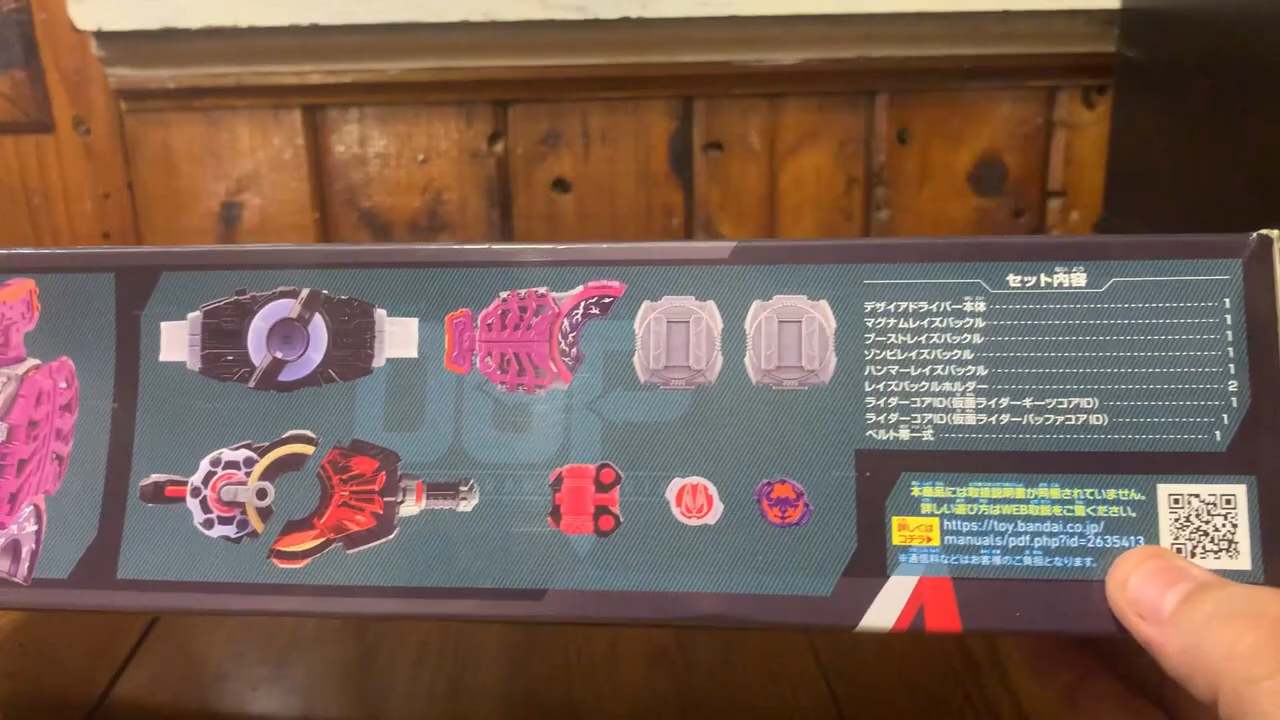 セット内容
デザイアドライバー本体 1
マグナムレイズバックル 1
ブーストレイズバックル 1
ゾンビレイズバックル 1
ハンマーレイズバックル 1
レイズバックルホルダー 2
ライダーコアID(仮面ライダーギーツコアID) 1
ライダーコアID(仮面ライダーバッファコアID) 1
ベルト帯一式 1
本商品には取扱説明書が同梱されていません。
詳しい遊び方はWEB取説をご覧ください。
詳しくは
コチラ▶
https://toy.bandai.co.jp/
manuals/pdf.php?id=2635413
※通信料などはお客様のご負担となります。